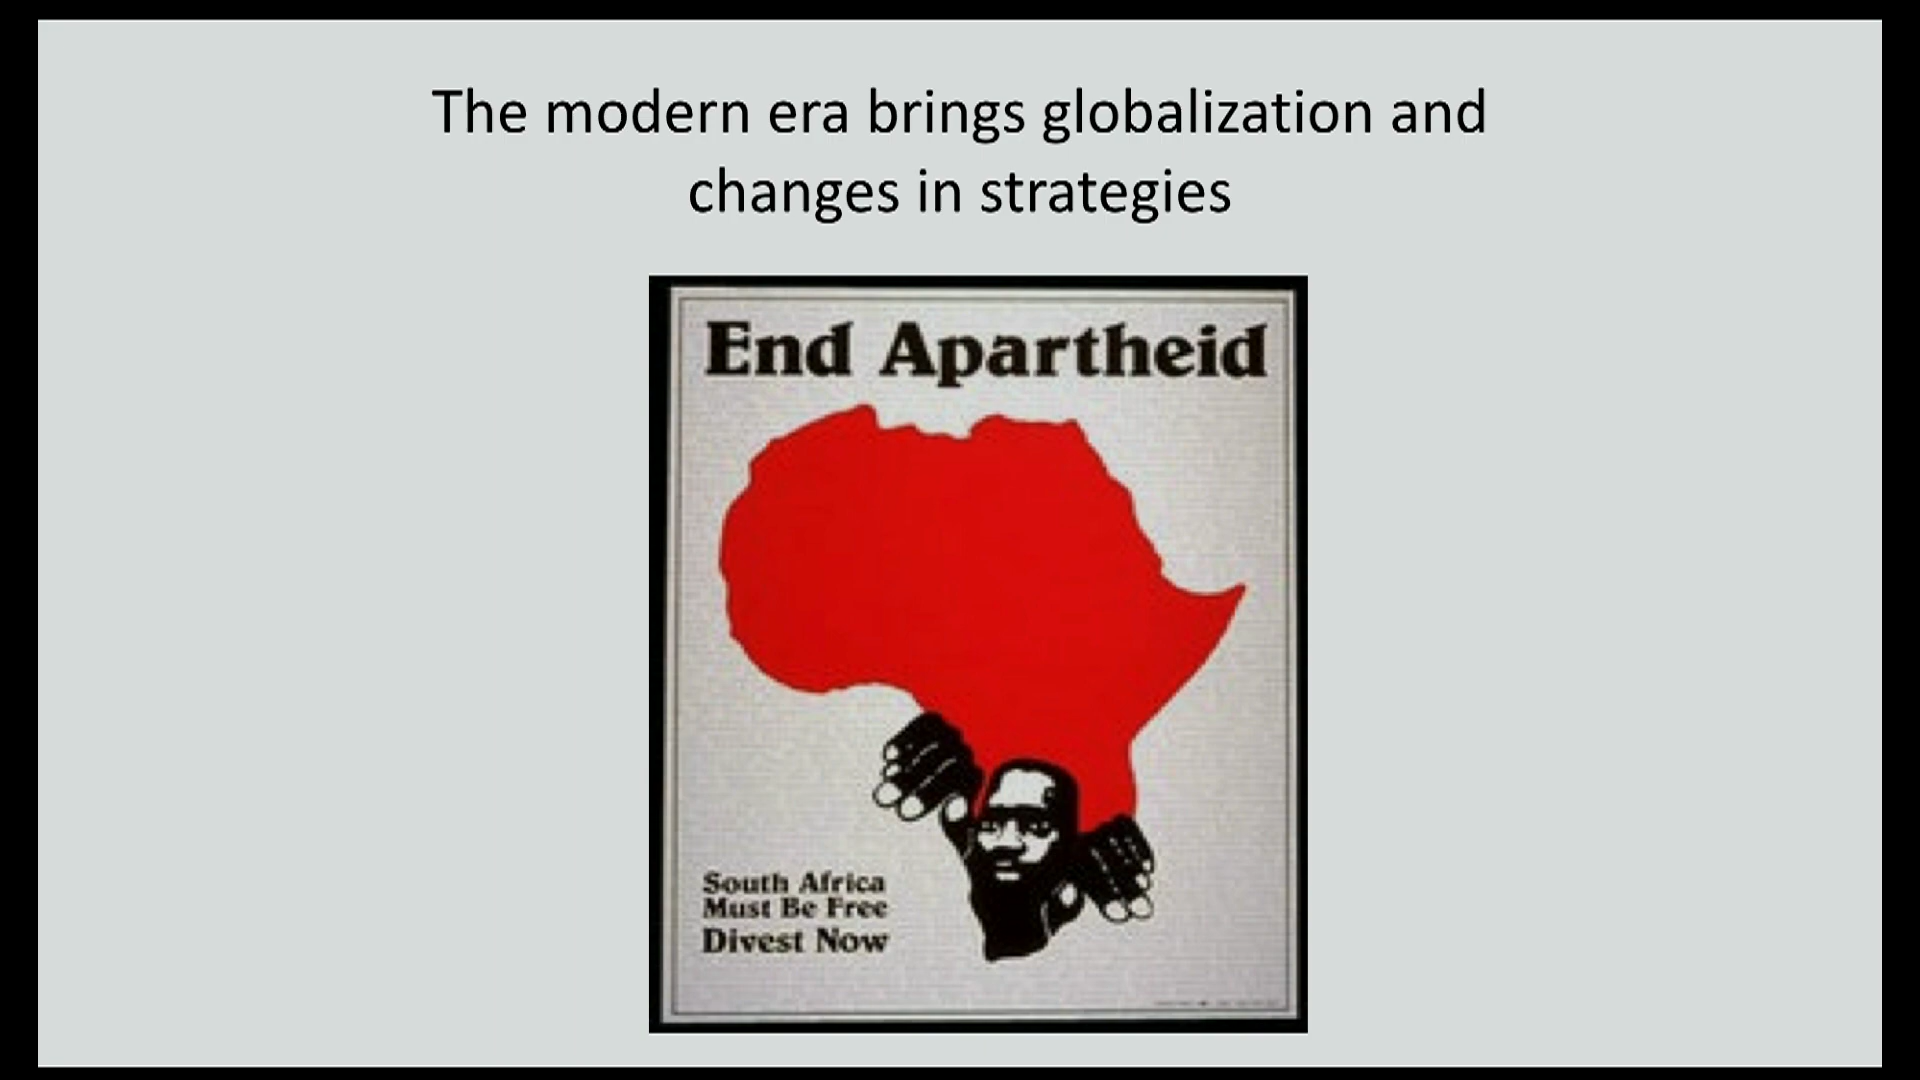 The modern era brings globalization and
changes in strategies
End Apartheid
South Africa
Must Be Free
Divest Now